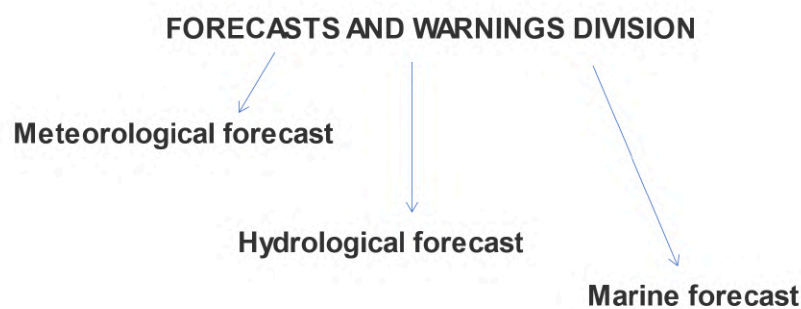 FORECASTS AND WARNINGS DIVISION
Meteorological forecast
Hydrological forecast
Marine forecast